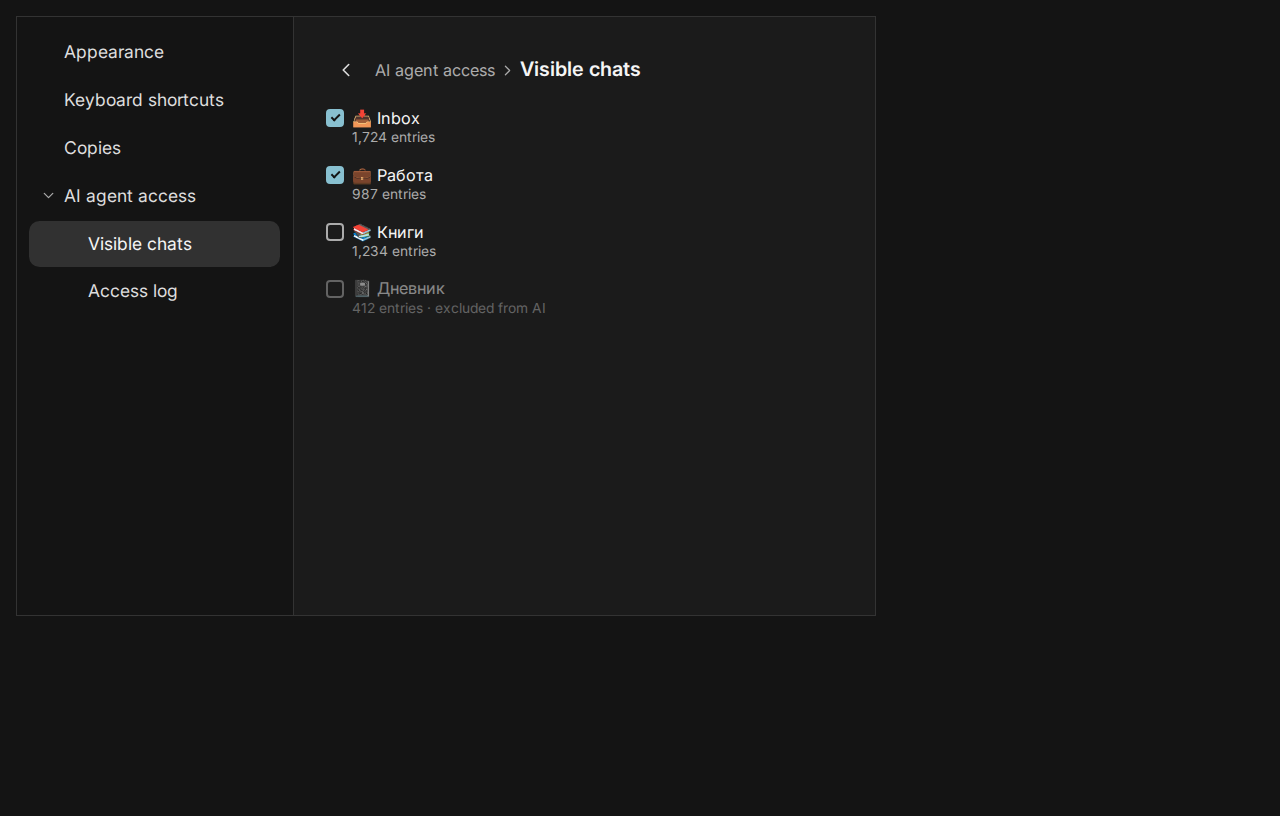 Appearance
Keyboard shortcuts
Copies
AI agent access
Visible chats
Access log
AI agent access > Visible chats
📥 Inbox
1,724 entries
💼 Работа
987 entries
📚 Книги
1,234 entries
📓 Дневник
412 entries · excluded from AI